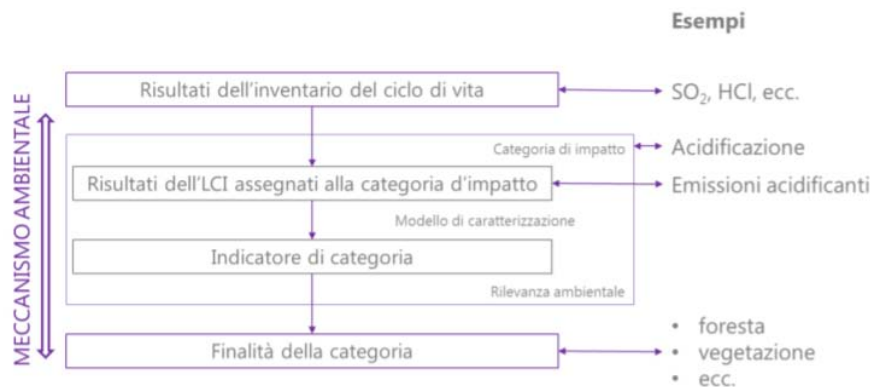 Esempi
Risultati dell'inventario del ciclo di vita
SO₂, HCl, ecc.
MECCANISMO AMBIENTALE
Categoria di impatto
Acidificazione
Risultati dell'LCI assegnati alla categoria d'impatto
Emissioni acidificanti
Modello di caratterizzazione
Indicatore di categoria
Rilevanza ambientale
Finalità della categoria
• foresta
• vegetazione
• ecc.